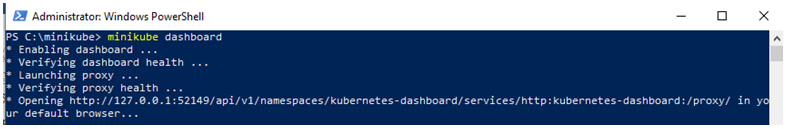 Administrator: Windows PowerShell
PS C:\minikube> minikube dashboard
* Enabling dashboard ...
* Verifying dashboard health ...
* Launching proxy ...
* Verifying proxy health ...
* Opening http://127.0.0.1:52149/api/v1/namespaces/kubernetes-dashboard/services/http:kubernetes-dashboard:/proxy/ in yo
ur default browser...